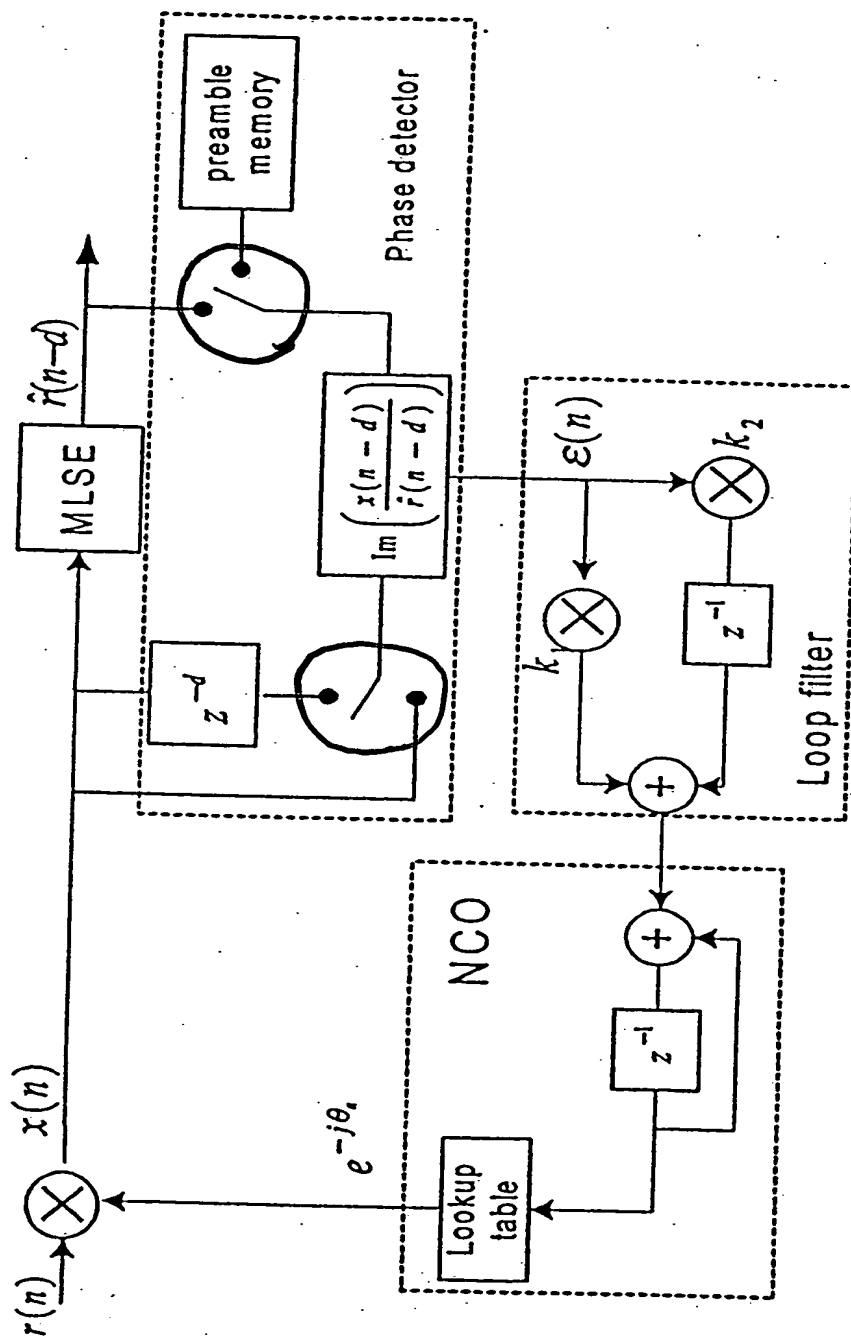 r(n)
x(n)
MLSE
r̂(n−d)
z⁻ᵈ
preamble
memory
Im ( x(n−d) / r̂(n−d) )
Phase detector
e^{−jθₙ}
Lookup
table
z⁻¹
+
NCO
ε(n)
k₁
k₂
+
z⁻¹
Loop filter